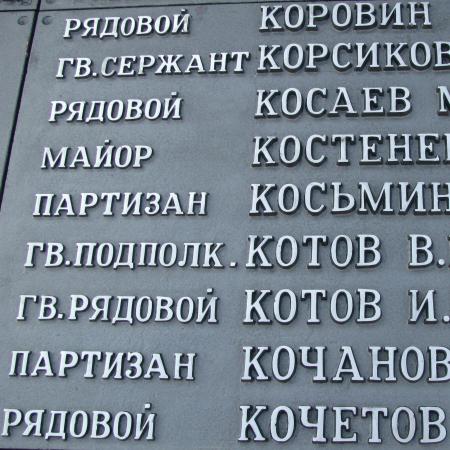 РЯДОВОЙ КОРОВИН
ГВ.СЕРЖАНТ КОРСИКОВ
РЯДОВОЙ КОСАЕВ
МАЙОР КОСТЕНЕ
ПАРТИЗАН КОСЬМИН
ГВ.ПОДПОЛК. КОТОВ В.
ГВ.РЯДОВОЙ КОТОВ И.
ПАРТИЗАН КОЧАНОВ
РЯДОВОЙ КОЧЕТОВ